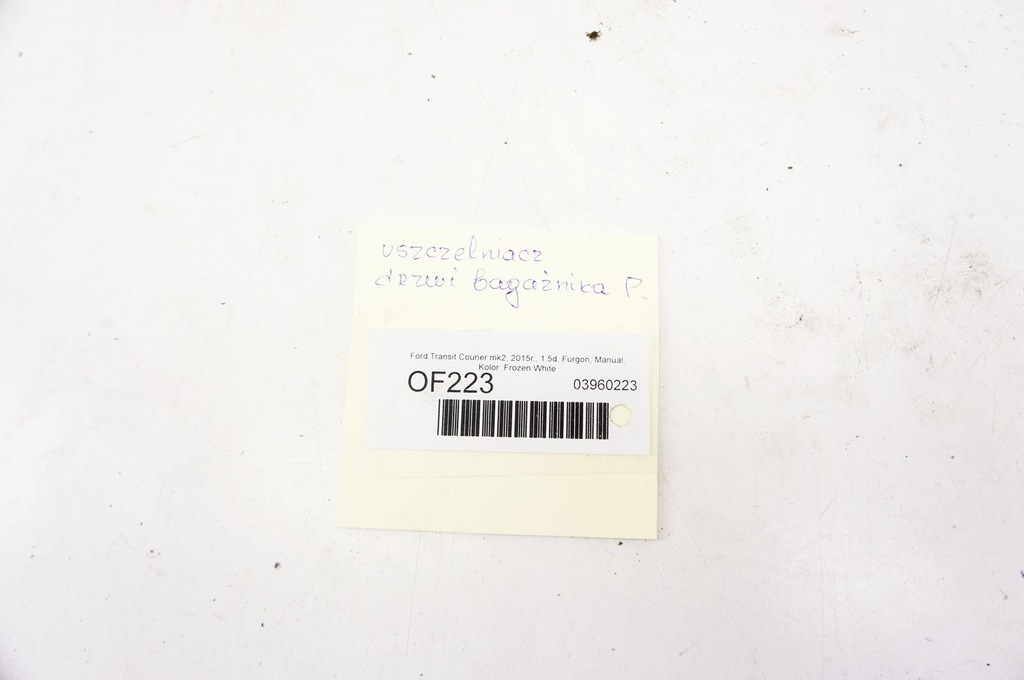 uszczelniacz
drzwi bagażnika P.
Ford Transit Courier mk2, 2015r., 1.5d, Furgon, Manual,
Kolor: Frozen White
OF223 03960223